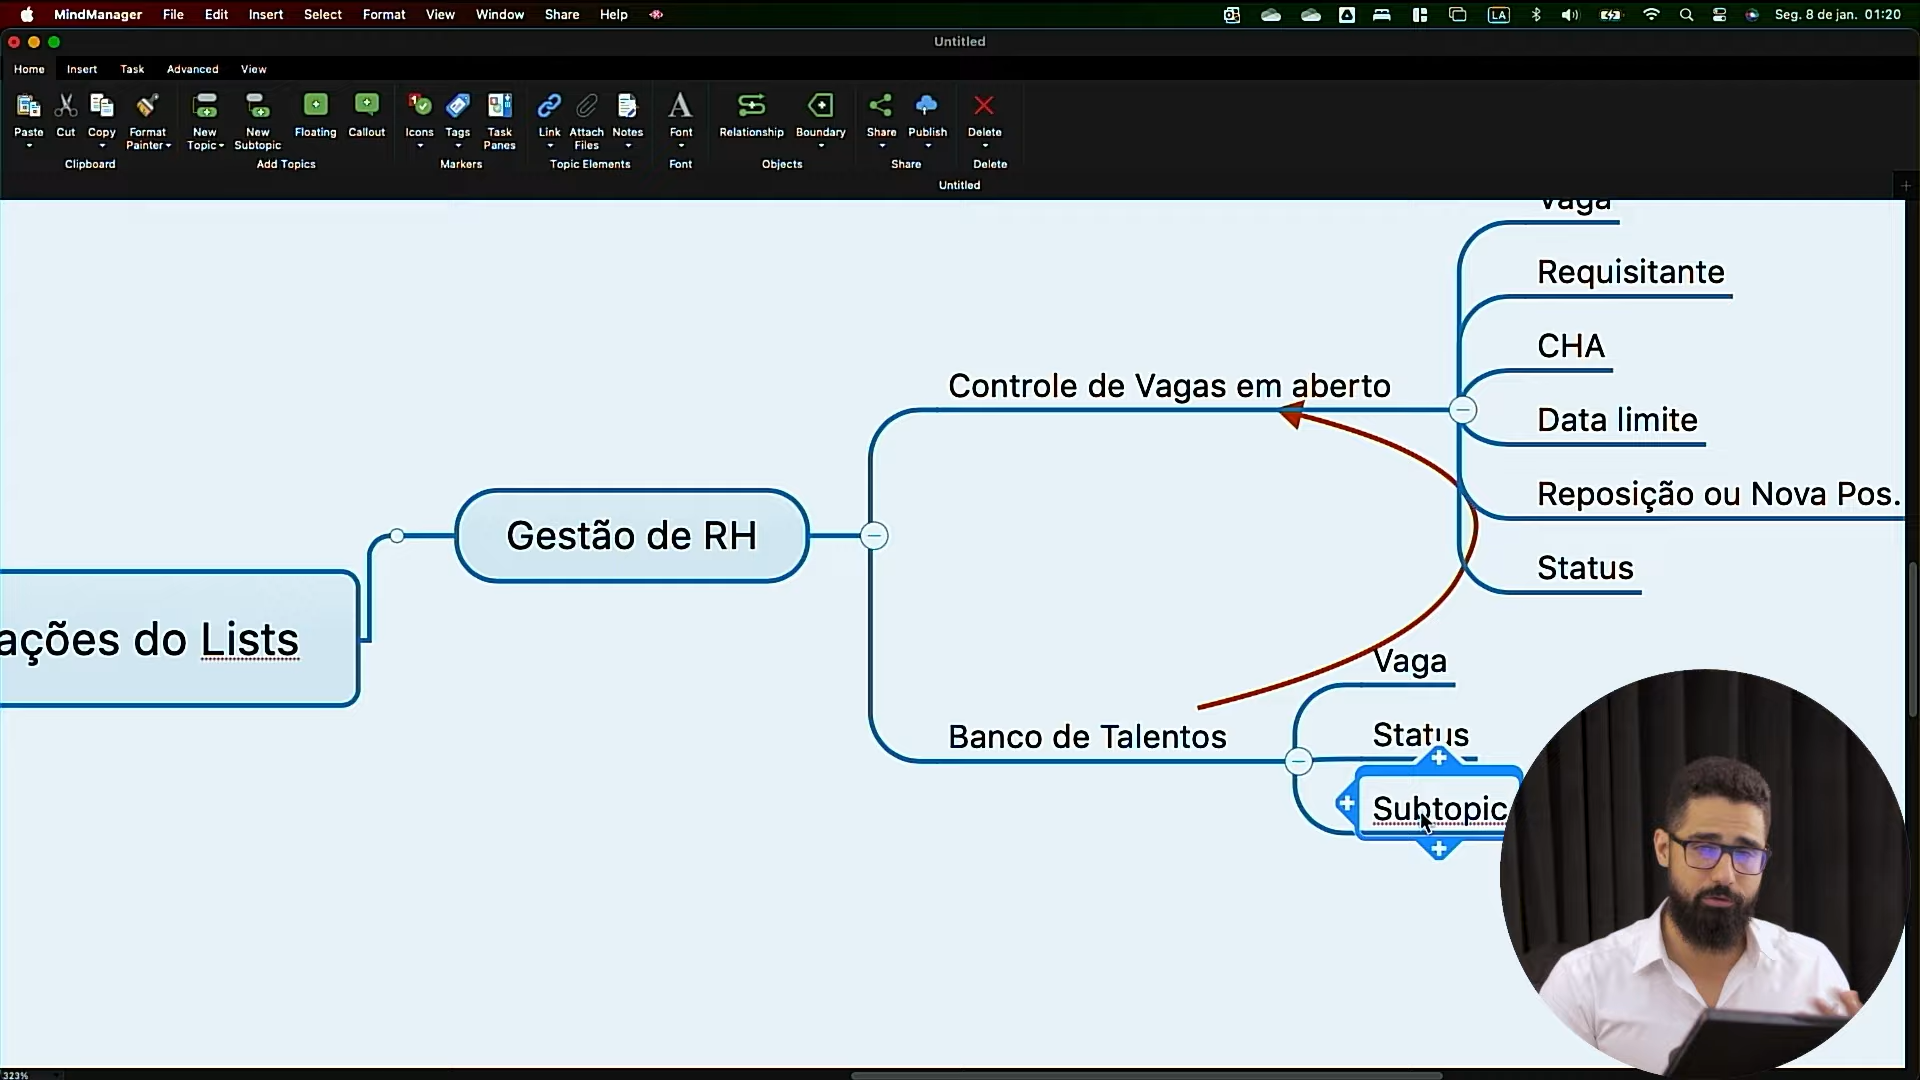 MindManager File Edit Insert Select Format View Window Share Help
LA
Seg. 8 de jan. 01:20
Untitled
Home Insert Task Advanced View
Paste Cut Copy Format Painter New Topic New Subtopic Floating Callout Icons Tags Task Panes Link Attach Files Notes Font Relationship Boundary Share Publish Delete
Clipboard Add Topics Markers Topic Elements Font Objects Share Delete
Untitled
Vaga
Requisitante
CHA
Controle de Vagas em aberto
Data limite
Reposição ou Nova Pos.
Gestão de RH
Status
ações do Lists
Vaga
Banco de Talentos
Status
Subtopic
323%